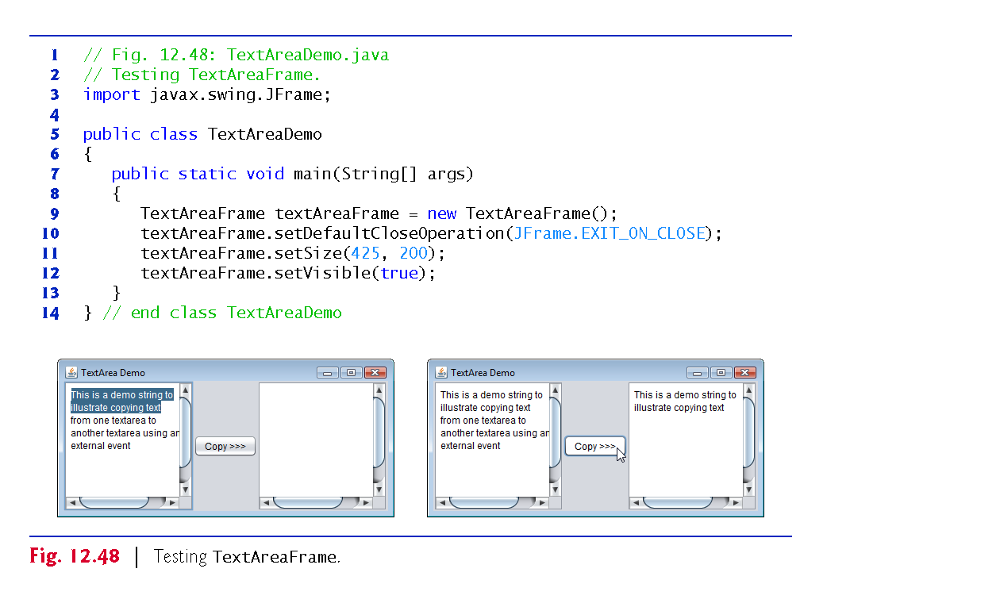 1 // Fig. 12.48: TextAreaDemo.java
2 // Testing TextAreaFrame.
3 import javax.swing.JFrame;
4
5 public class TextAreaDemo
6 {
7 public static void main(String[] args)
8 {
9 TextAreaFrame textAreaFrame = new TextAreaFrame();
10 textAreaFrame.setDefaultCloseOperation(JFrame.EXIT_ON_CLOSE);
11 textAreaFrame.setSize(425, 200);
12 textAreaFrame.setVisible(true);
13 }
14 } // end class TextAreaDemo
TextArea Demo
This is a demo string to
illustrate copying text
from one textarea to
another textarea using an
external event
Copy >>>
TextArea Demo
This is a demo string to
illustrate copying text
from one textarea to
another textarea using an
external event
Copy >>>
This is a demo string to
illustrate copying text
Fig. 12.48 | Testing TextAreaFrame.